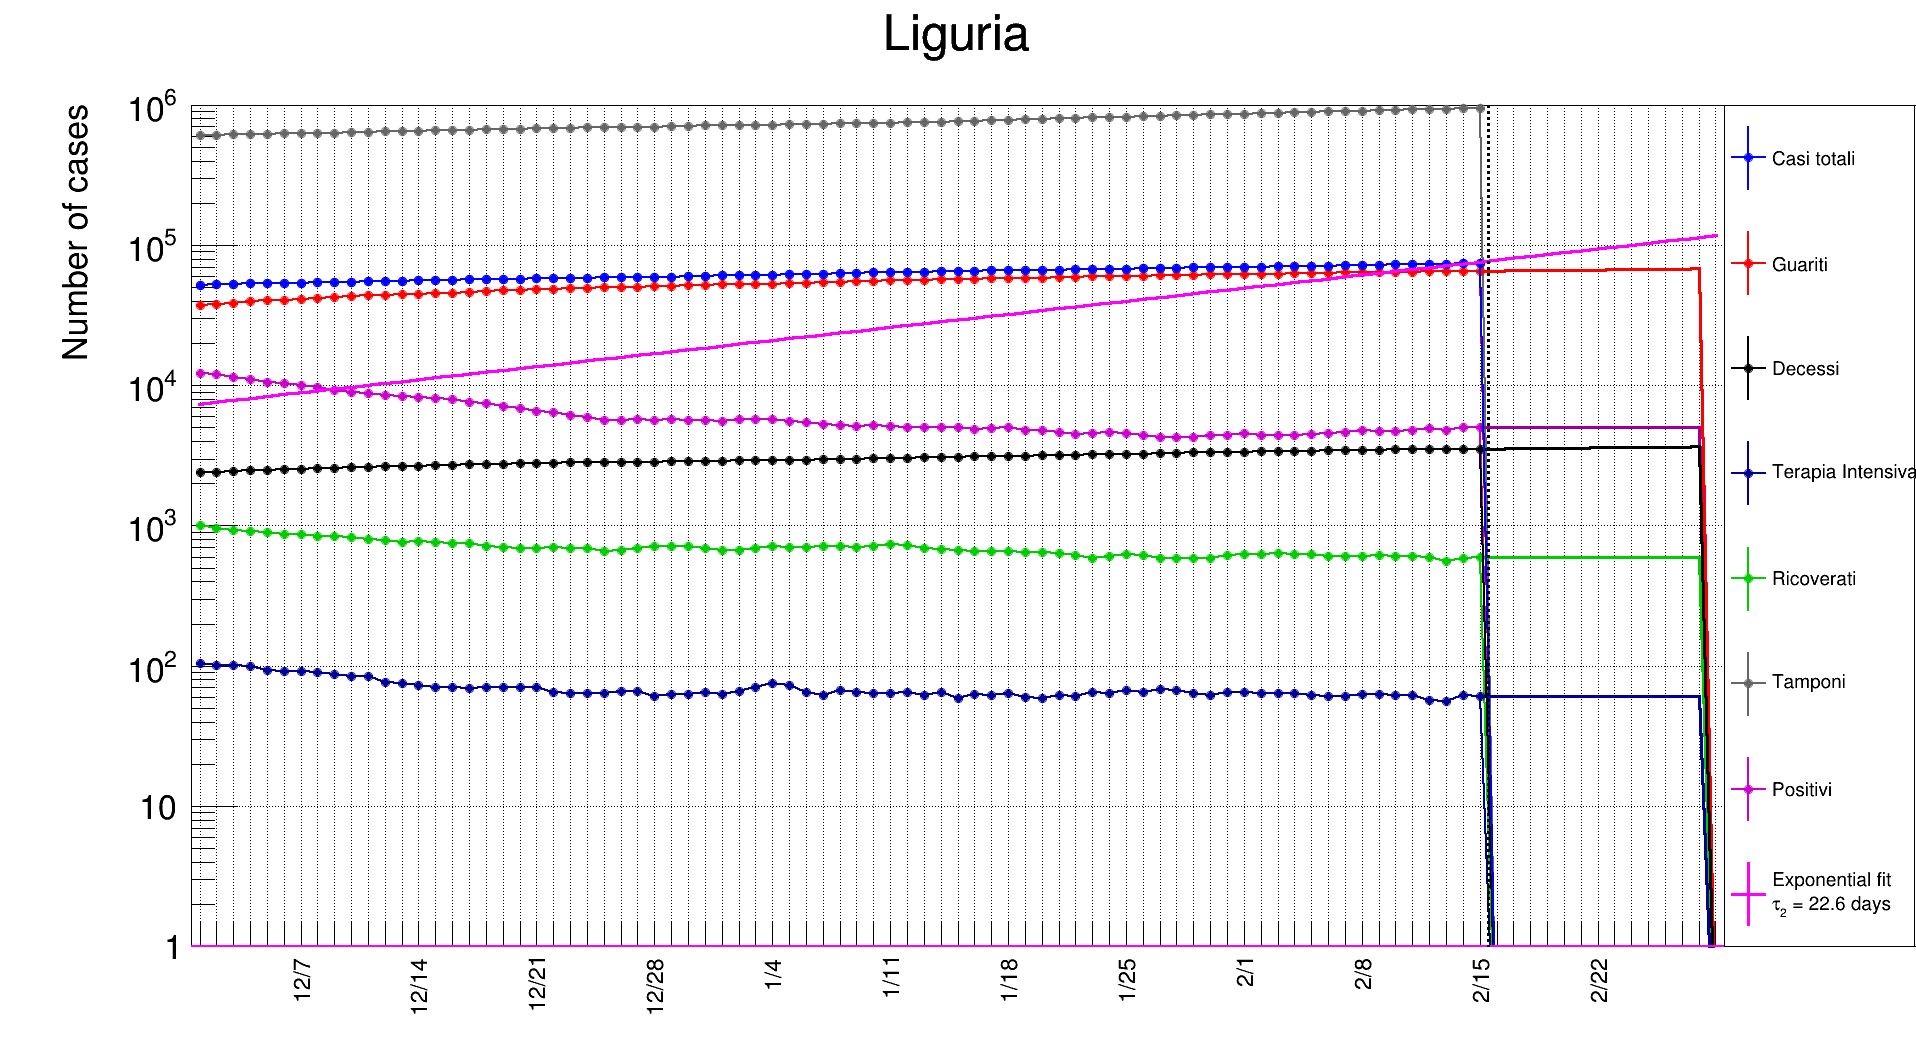 Liguria
Number of cases
10^6
10^5
10^4
10^3
10^2
10
1
12/7
12/14
12/21
12/28
1/4
1/11
1/18
1/25
2/1
2/8
2/15
2/22
Casi totali
Guariti
Decessi
Terapia Intensiva
Ricoverati
Tamponi
Positivi
Exponential fit
τ₂ = 22.6 days